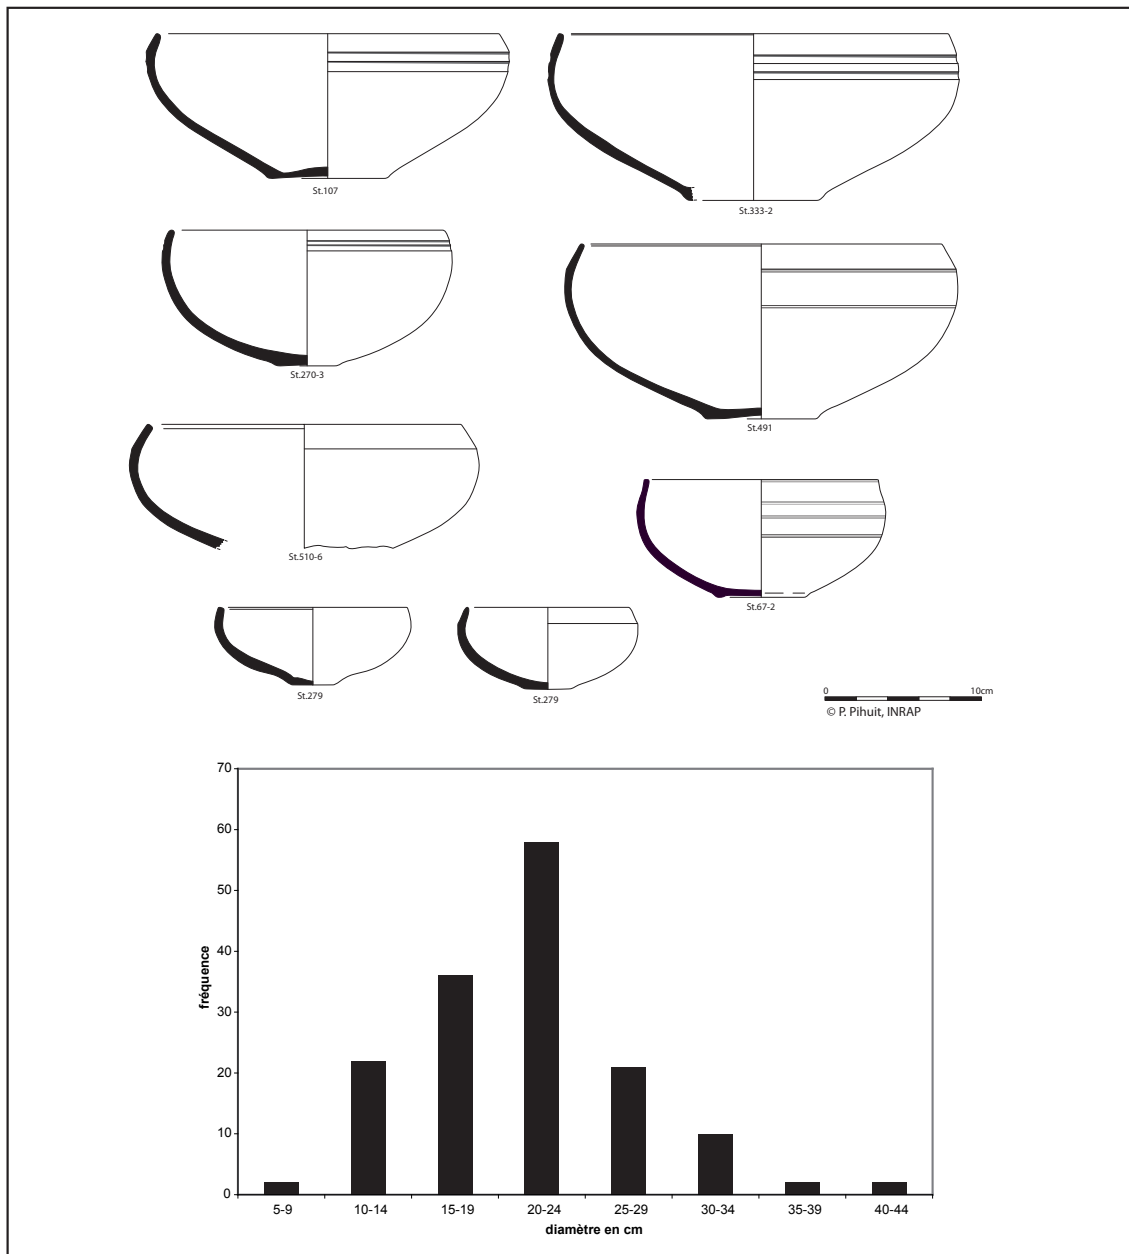 St.107
St.333-2
St.270-3
St.491
St.510-6
St.67-2
St.279
St.279
0 10cm
© P. Pihuit, INRAP
70
60
50
40
30
20
10
0
fréquence
5-9 10-14 15-19 20-24 25-29 30-34 35-39 40-44
diamètre en cm